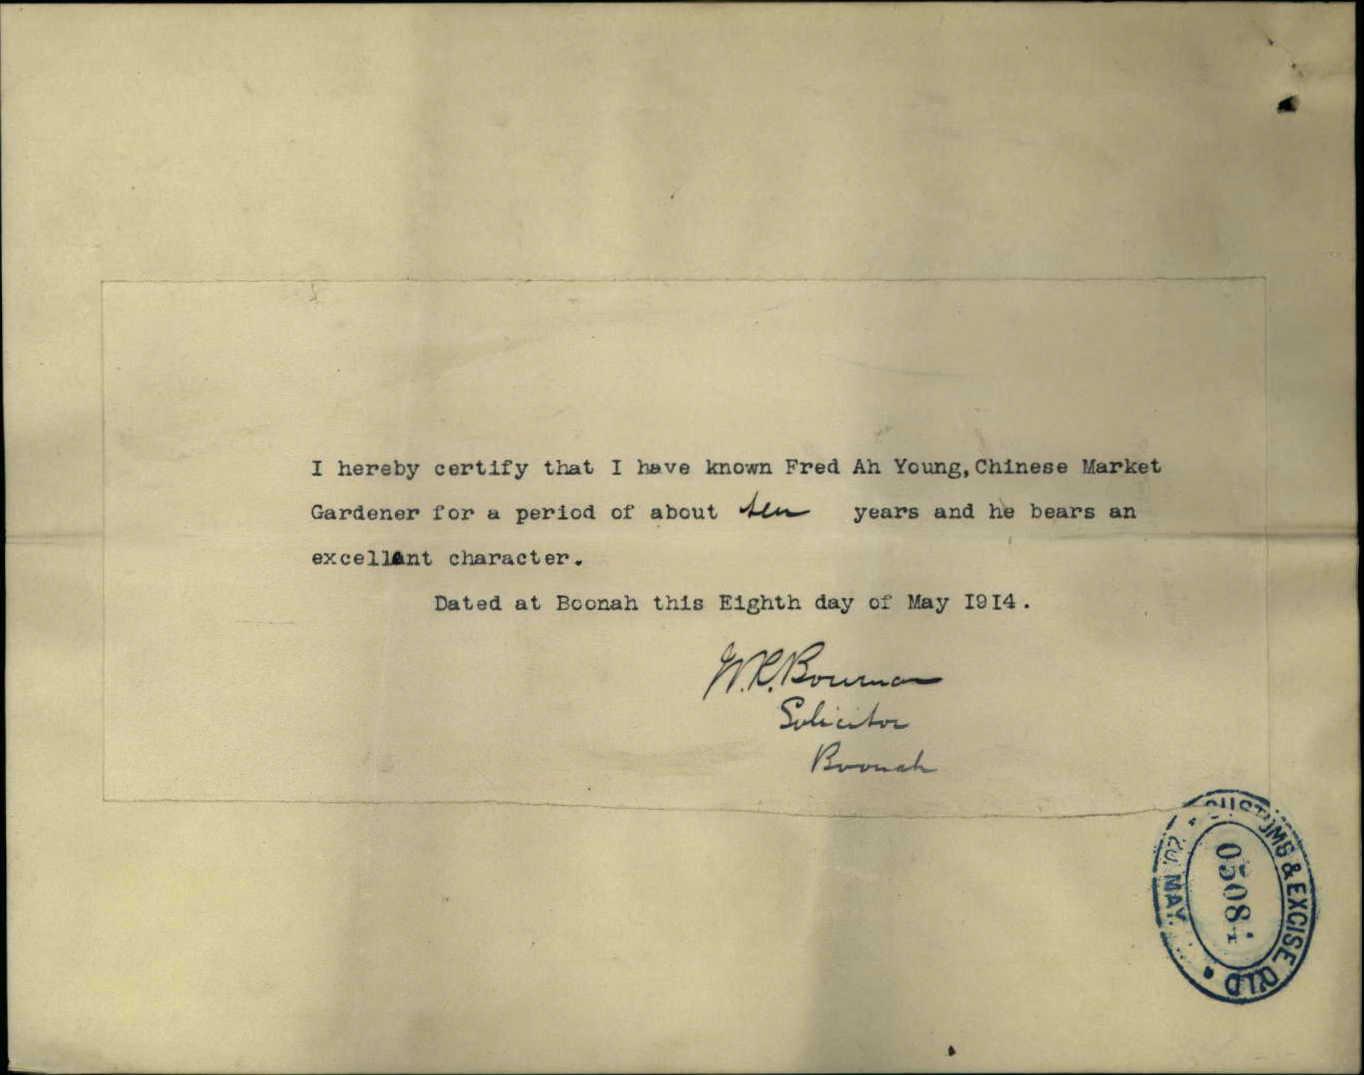 I hereby certify that I have known Fred Ah Young, Chinese Market
Gardener for a period of about ten years and he bears an
excellent character.
Dated at Boonah this Eighth day of May 1914.
W.R. Bowman
Solicitor
Boonah
CUSTOMS & EXCISE QLD
20. MAY.
05084